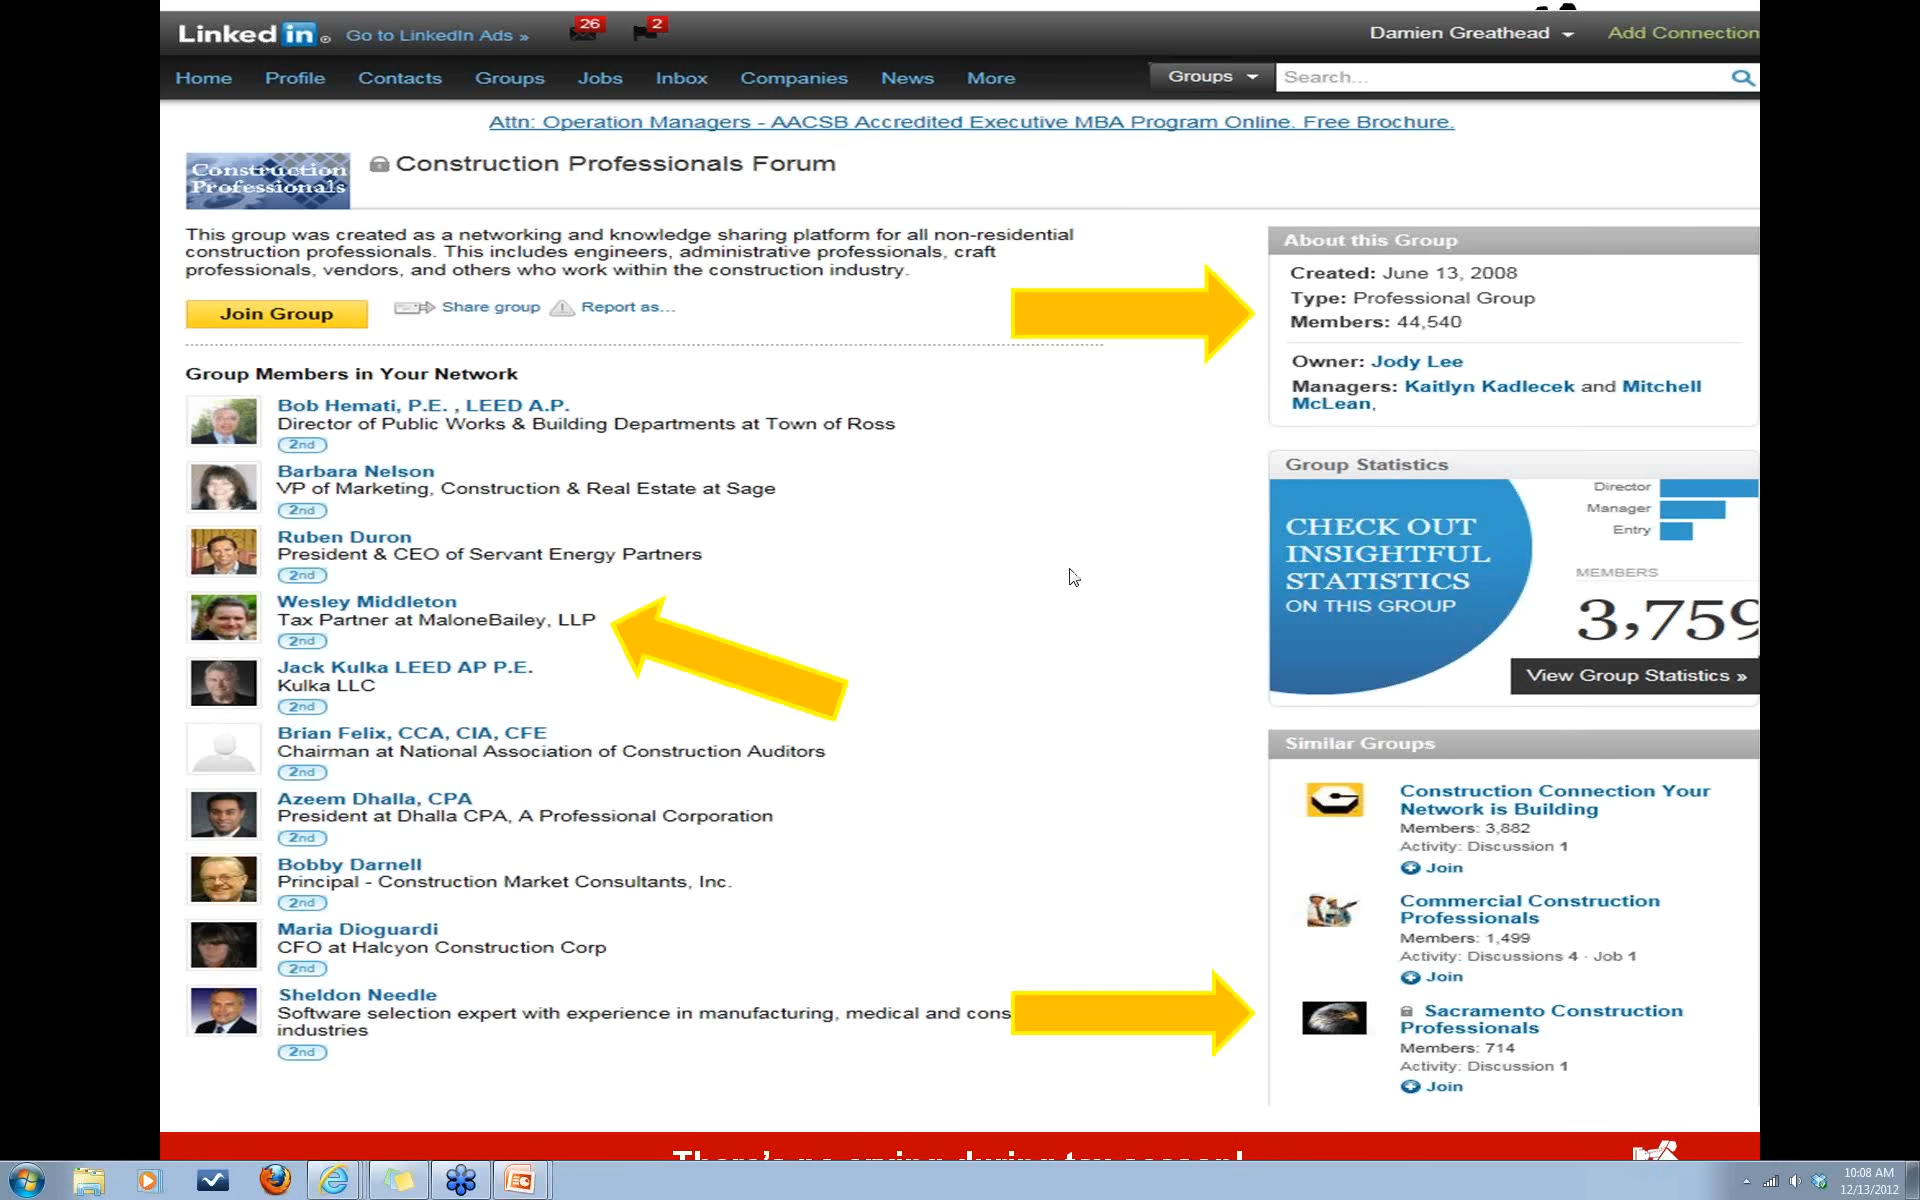 Linked in ® Go to LinkedIn Ads » 26 2 Damien Greathead Add Connection
Home Profile Contacts Groups Jobs Inbox Companies News More Groups Search...
Attn: Operation Managers - AACSB Accredited Executive MBA Program Online. Free Brochure.
Construction
Professionals
Construction Professionals Forum
This group was created as a networking and knowledge sharing platform for all non-residential
construction professionals. This includes engineers, administrative professionals, craft
professionals, vendors, and others who work within the construction industry.
Join Group Share group Report as...
Group Members in Your Network
Bob Hemati, P.E. , LEED A.P.
Director of Public Works & Building Departments at Town of Ross
2nd
Barbara Nelson
VP of Marketing, Construction & Real Estate at Sage
2nd
Ruben Duron
President & CEO of Servant Energy Partners
2nd
Wesley Middleton
Tax Partner at MaloneBailey, LLP
2nd
Jack Kulka LEED AP P.E.
Kulka LLC
2nd
Brian Felix, CCA, CIA, CFE
Chairman at National Association of Construction Auditors
2nd
Azeem Dhalla, CPA
President at Dhalla CPA, A Professional Corporation
2nd
Bobby Darnell
Principal - Construction Market Consultants, Inc.
2nd
Maria Dioguardi
CFO at Halcyon Construction Corp
2nd
Sheldon Needle
Software selection expert with experience in manufacturing, medical and cons
industries
2nd
About this Group
Created: June 13, 2008
Type: Professional Group
Members: 44,540
Owner: Jody Lee
Managers: Kaitlyn Kadlecek and Mitchell
McLean,
Group Statistics
CHECK OUT
INSIGHTFUL
STATISTICS
ON THIS GROUP
Director
Manager
Entry
MEMBERS
3,759
View Group Statistics »
Similar Groups
Construction Connection Your
Network is Building
Members: 3,882
Activity: Discussion 1
Join
Commercial Construction
Professionals
Members: 1,499
Activity: Discussions 4 · Job 1
Join
Sacramento Construction
Professionals
Members: 714
Activity: Discussion 1
Join
There's no crying during tax season!
10:08 AM
12/13/2012